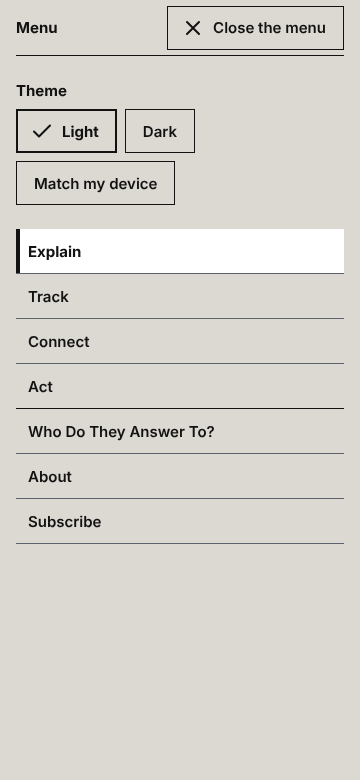 Menu
Close the menu
Theme
Light
Dark
Match my device
Explain
Track
Connect
Act
Who Do They Answer To?
About
Subscribe